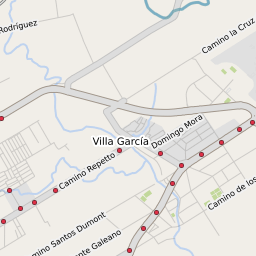 Rodríguez
Camino la Cruz
Villa García
Domingo Mora
Camino Repetto
Camino de los
mino Santos Dumont
nte Galeano